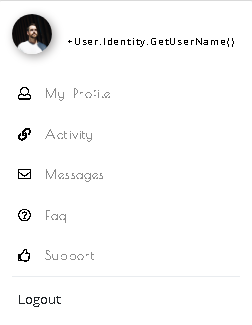 +User.Identity.GetUserName()
My Profile
Activity
Messages
Faq
Support
Logout